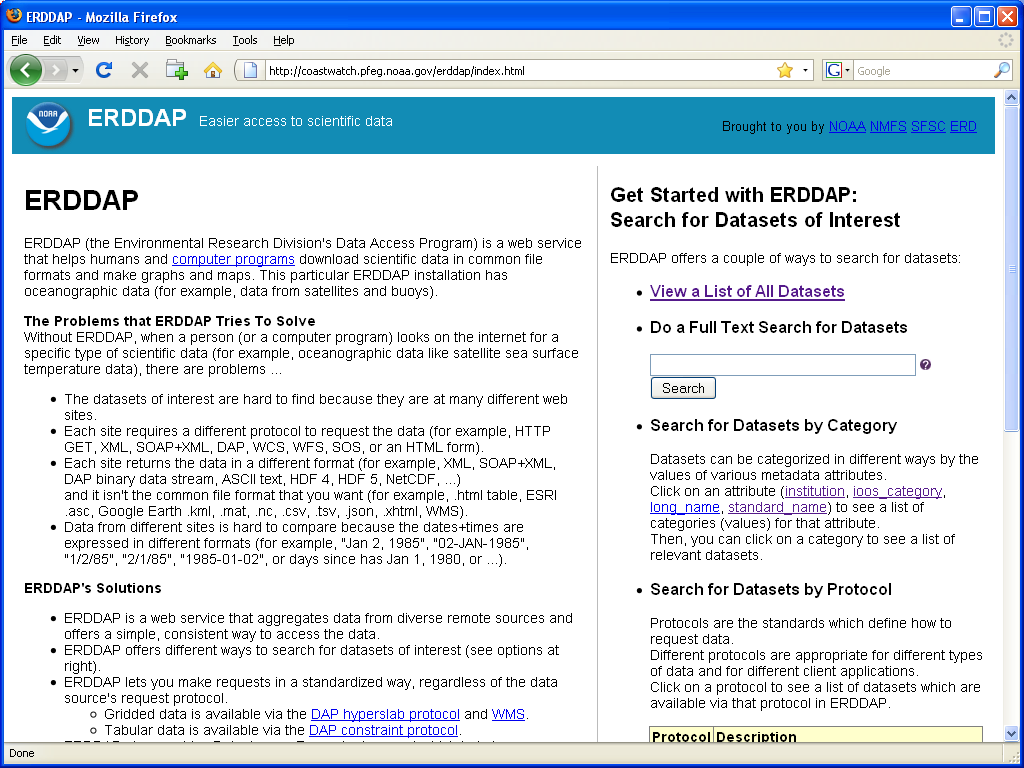 ERDDAP - Mozilla Firefox
File Edit View History Bookmarks Tools Help
http://coastwatch.pfeg.noaa.gov/erddap/index.html
G Google
NOAA
ERDDAP Easier access to scientific data
Brought to you by NOAA NMFS SFSC ERD
ERDDAP
ERDDAP (the Environmental Research Division's Data Access Program) is a web service
that helps humans and computer programs download scientific data in common file
formats and make graphs and maps. This particular ERDDAP installation has
oceanographic data (for example, data from satellites and buoys).
The Problems that ERDDAP Tries To Solve
Without ERDDAP, when a person (or a computer program) looks on the internet for a
specific type of scientific data (for example, oceanographic data like satellite sea surface
temperature data), there are problems ...
• The datasets of interest are hard to find because they are at many different web
sites.
• Each site requires a different protocol to request the data (for example, HTTP
GET, XML, SOAP+XML, DAP, WCS, WFS, SOS, or an HTML form).
• Each site returns the data in a different format (for example, XML, SOAP+XML,
DAP binary data stream, ASCII text, HDF 4, HDF 5, NetCDF, ...)
and it isn't the common file format that you want (for example, .html table, ESRI
.asc, Google Earth .kml, .mat, .nc, .csv, .tsv, .json, .xhtml, WMS).
• Data from different sites is hard to compare because the dates+times are
expressed in different formats (for example, "Jan 2, 1985", "02-JAN-1985",
"1/2/85", "2/1/85", "1985-01-02", or days since has Jan 1, 1980, or ...).
ERDDAP's Solutions
• ERDDAP is a web service that aggregates data from diverse remote sources and
offers a simple, consistent way to access the data.
• ERDDAP offers different ways to search for datasets of interest (see options at
right).
• ERDDAP lets you make requests in a standardized way, regardless of the data
source's request protocol.
Gridded data is available via the DAP hyperslab protocol and WMS.
Tabular data is available via the DAP constraint protocol.
Get Started with ERDDAP:
Search for Datasets of Interest
ERDDAP offers a couple of ways to search for datasets:
• View a List of All Datasets
• Do a Full Text Search for Datasets
?
Search
• Search for Datasets by Category
Datasets can be categorized in different ways by the
values of various metadata attributes.
Click on an attribute (institution, ioos_category,
long_name, standard_name) to see a list of
categories (values) for that attribute.
Then, you can click on a category to see a list of
relevant datasets.
• Search for Datasets by Protocol
Protocols are the standards which define how to
request data.
Different protocols are appropriate for different types
of data and for different client applications.
Click on a protocol to see a list of datasets which are
available via that protocol in ERDDAP.
Protocol Description
Done